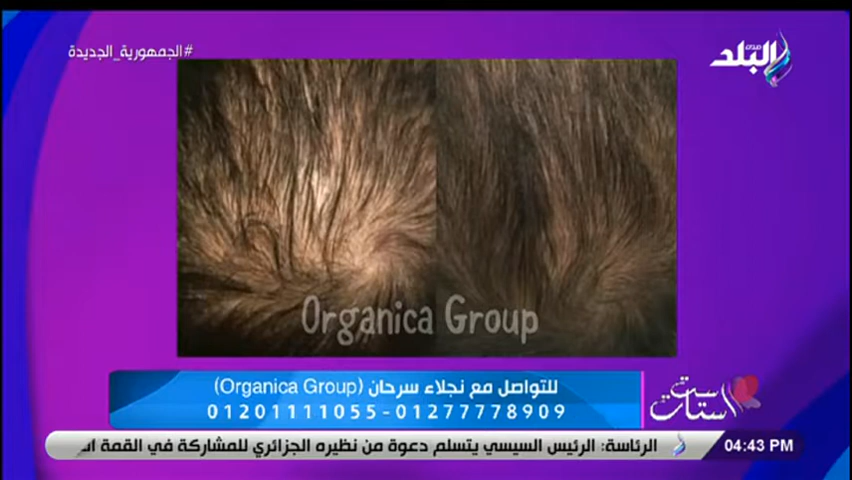 #الجمهورية_الجديدة
صدى البلد
Organica Group
للتواصل مع نجلاء سرحان (Organica Group)
01201111055-01277778909
ست ستات
04:43 PM
الرئاسة: الرئيس السيسي يتسلم دعوة من نظيره الجزائري للمشاركة في القمة